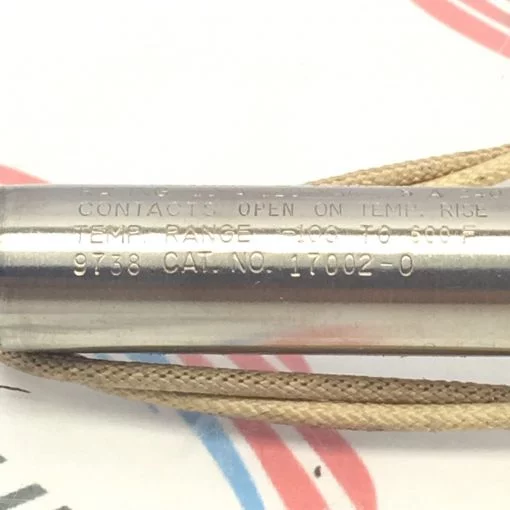 CONTACTS OPEN ON TEMP. RISE
TEMP. RANGE -100 TO 600°F
9738 CAT. NO. 17002-0